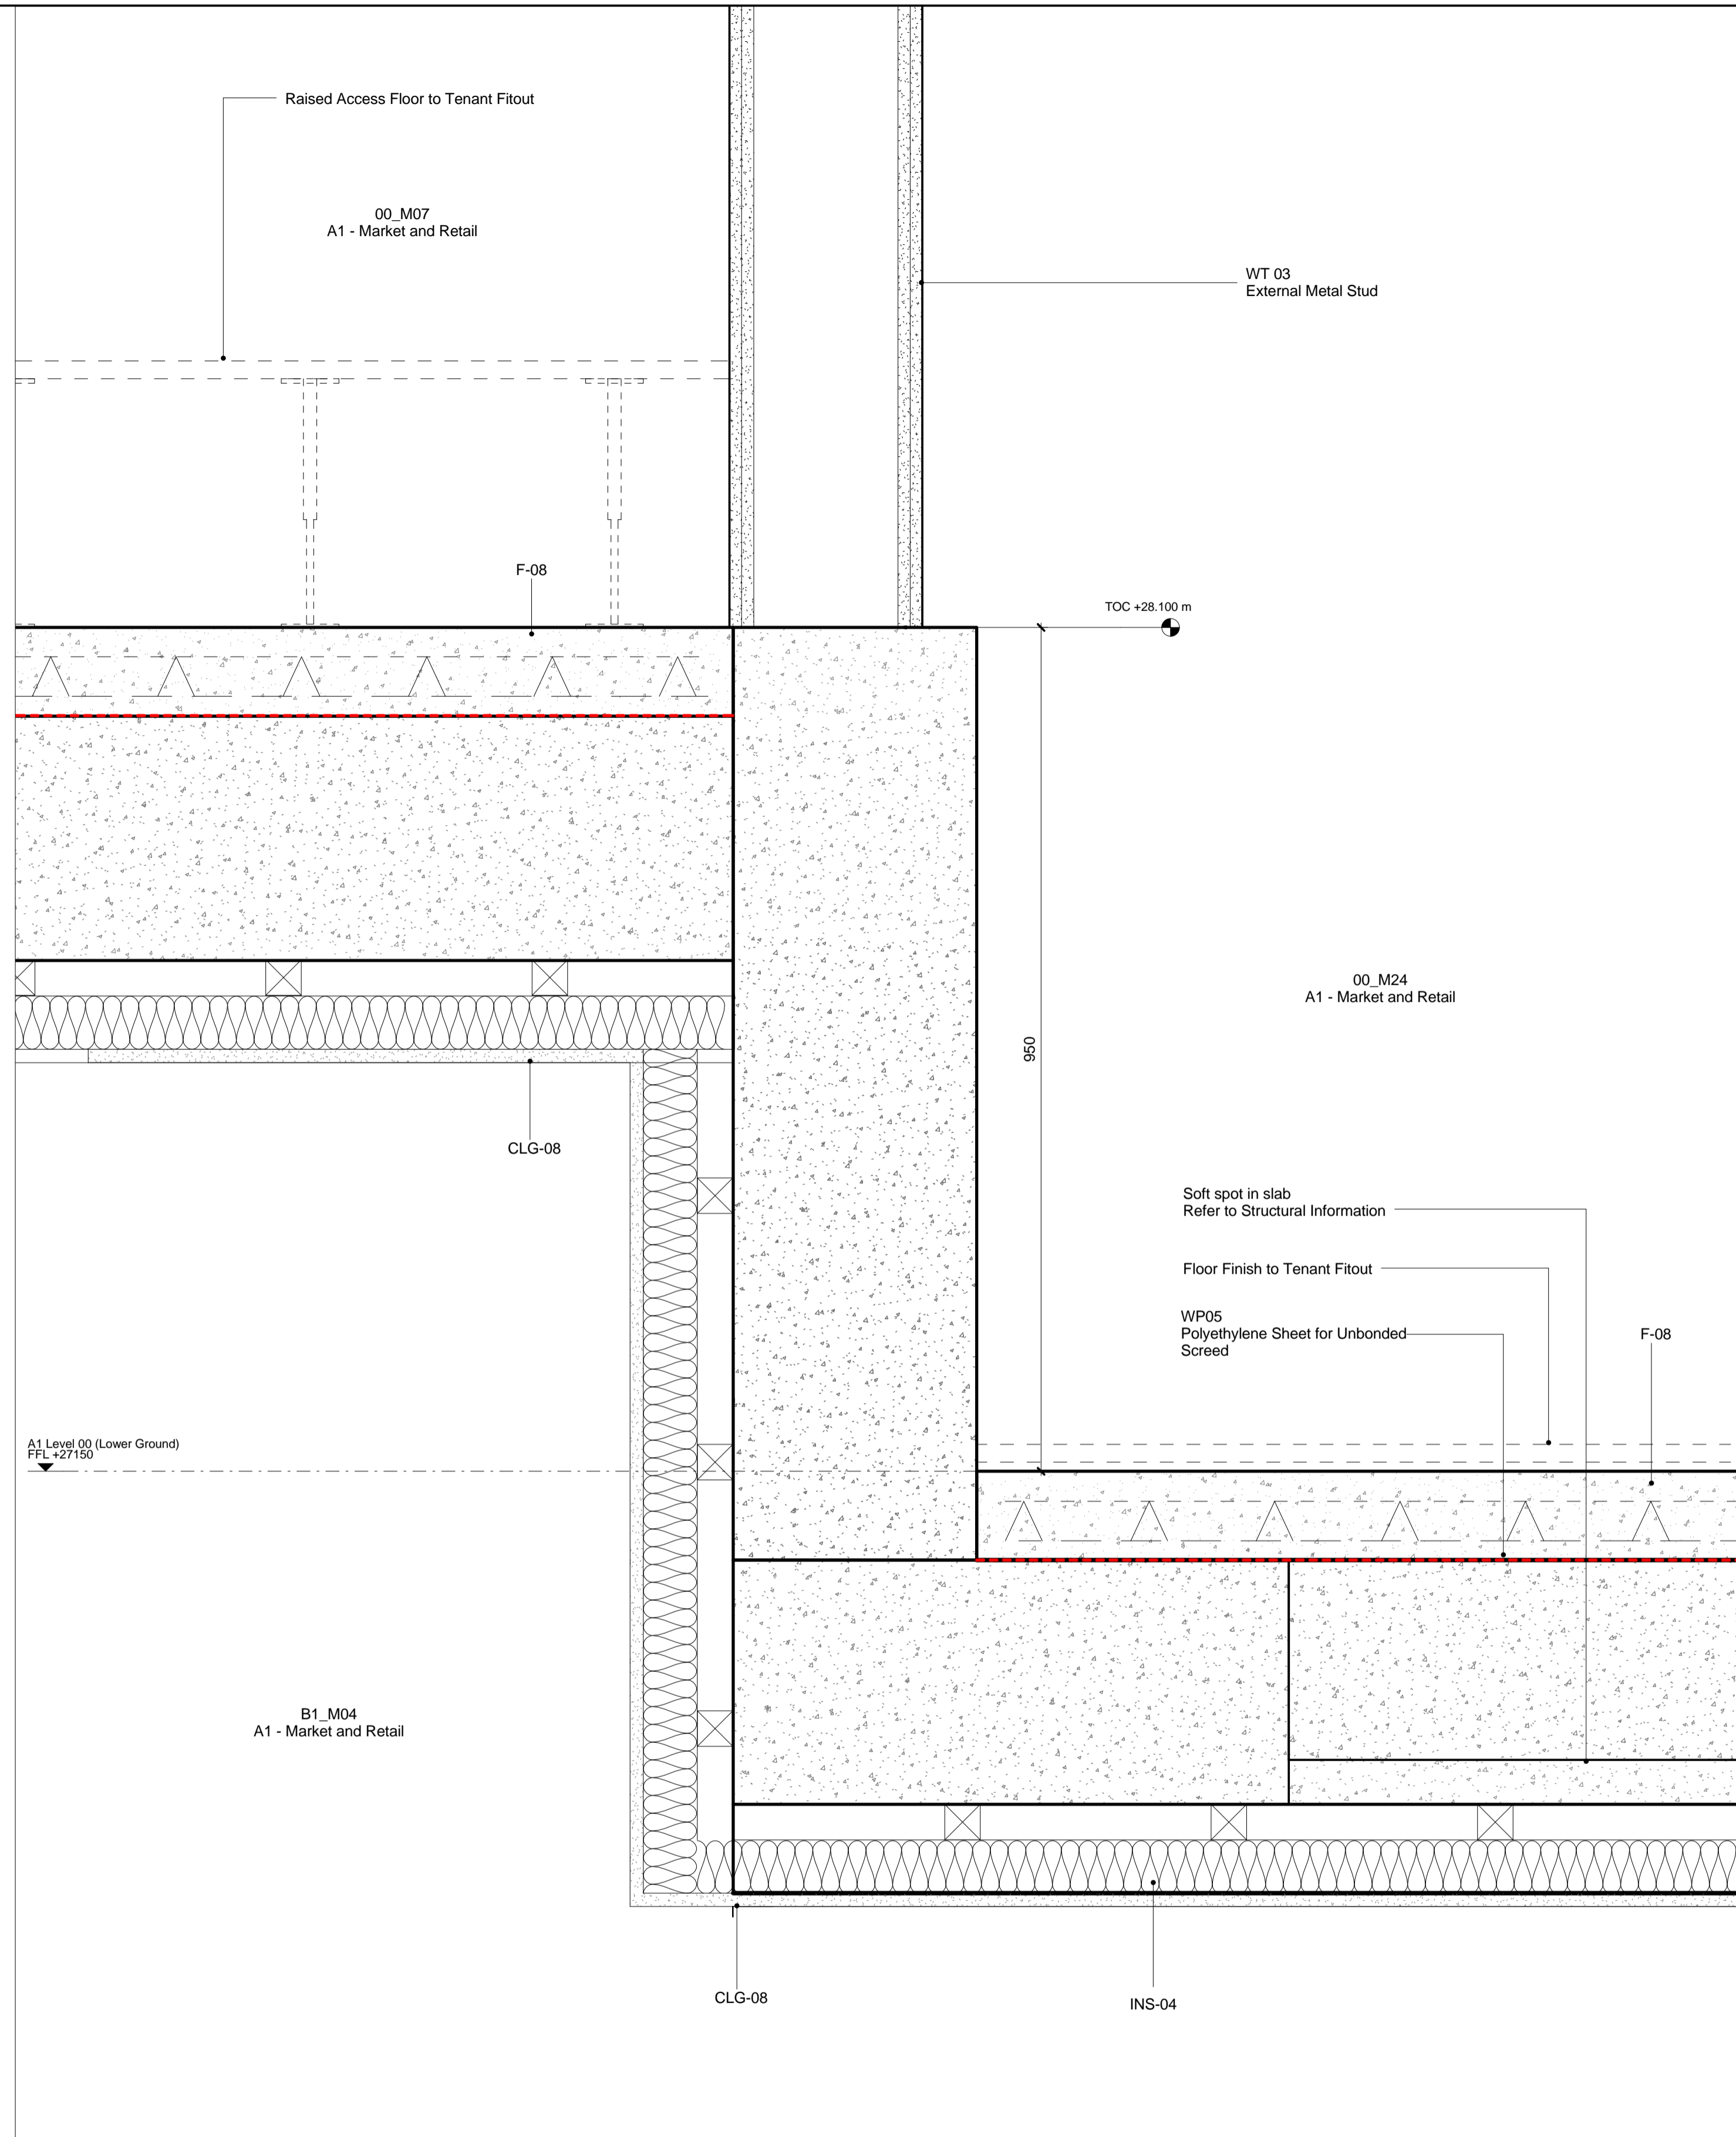 Raised Access Floor to Tenant Fitout
00_M07
A1 - Market and Retail
WT 03
External Metal Stud
F-08
TOC +28.100 m
00_M24
A1 - Market and Retail
950
CLG-08
Soft spot in slab
Refer to Structural Information
Floor Finish to Tenant Fitout
WP05
Polyethylene Sheet for Unbonded
Screed
F-08
A1 Level 00 (Lower Ground)
FFL +27150
B1_M04
A1 - Market and Retail
CLG-08
INS-04